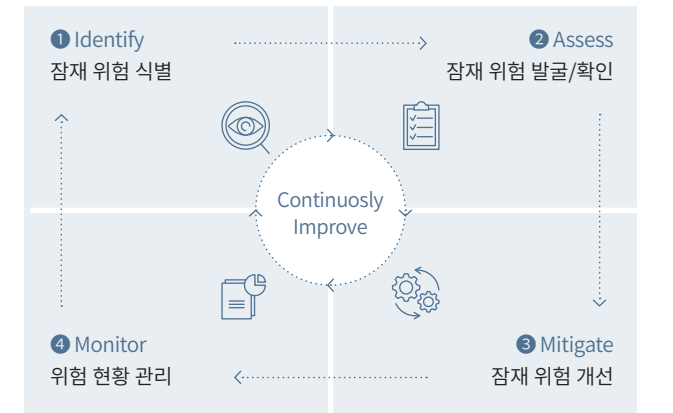 ❶ Identify
잠재 위험 식별
❷ Assess
잠재 위험 발굴/확인
Continuosly
Improve
❹ Monitor
위험 현황 관리
❸ Mitigate
잠재 위험 개선